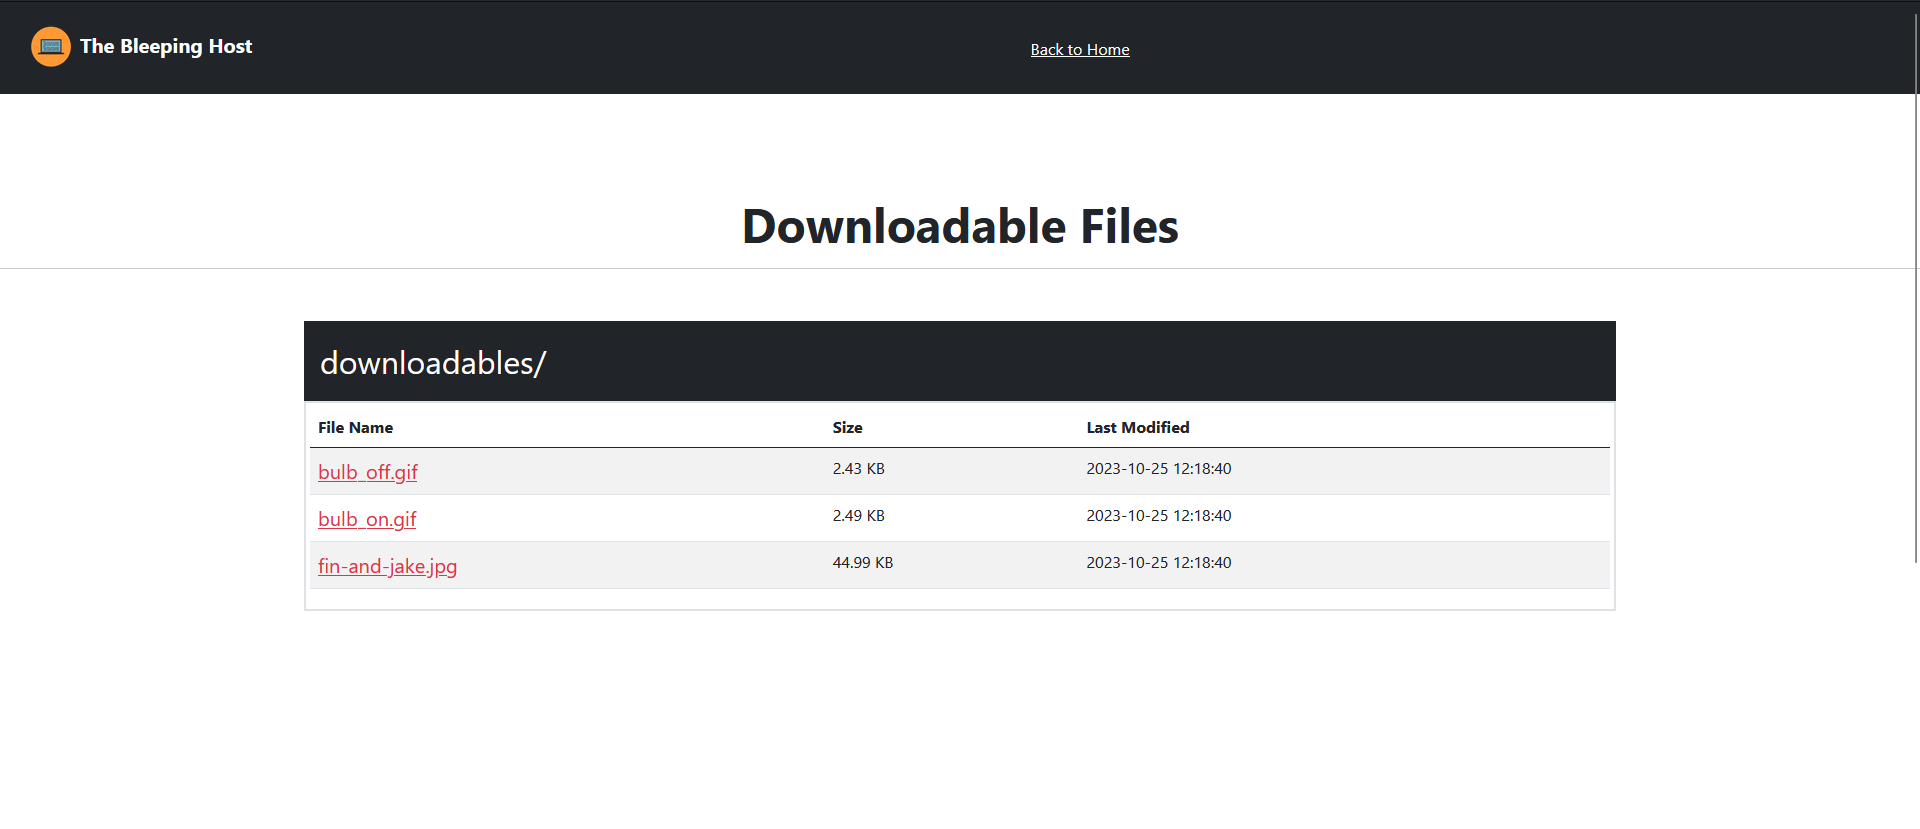 The Bleeping Host
Back to Home
Downloadable Files
downloadables/
File Name Size Last Modified
bulb_off.gif 2.43 KB 2023-10-25 12:18:40
bulb_on.gif 2.49 KB 2023-10-25 12:18:40
fin-and-jake.jpg 44.99 KB 2023-10-25 12:18:40